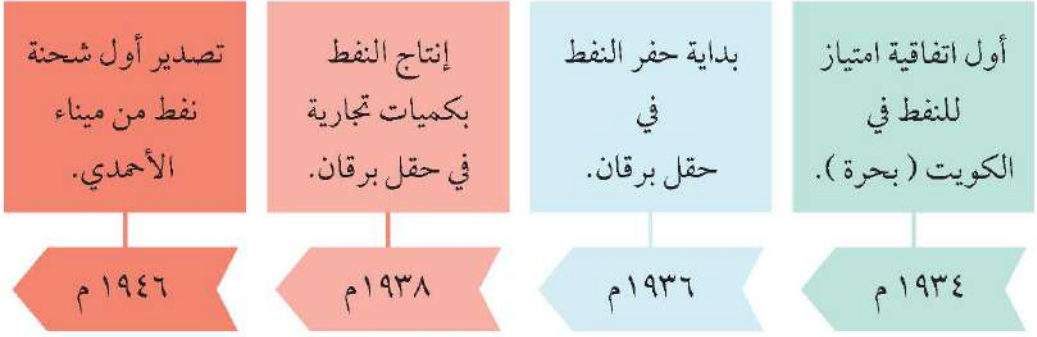 أول اتفاقية امتياز
للنفط في
الكويت ( بحرة ).
١٩٣٤ م
بداية حفر النفط
في
حقل برقان.
١٩٣٦م
إنتاج النفط
بكميات تجارية
في حقل برقان.
١٩٣٨م
تصدير أول شحنة
نفط من ميناء
الأحمدي.
١٩٤٦ م